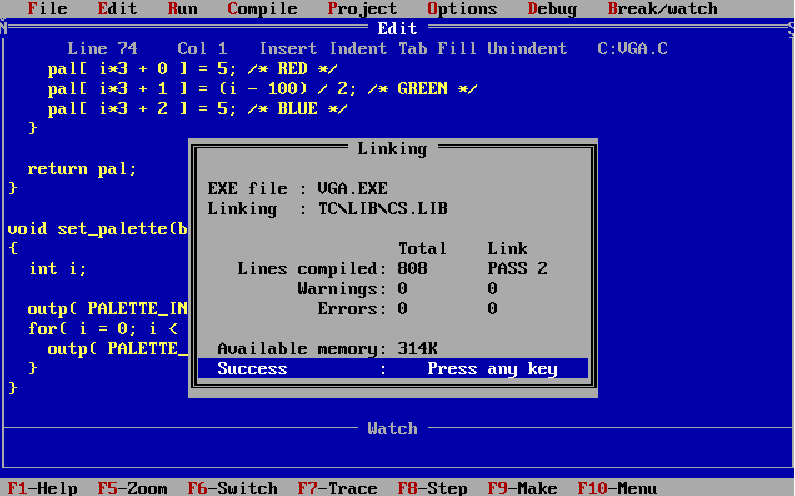 File Edit Run Compile Project Options Debug Break/watch
Edit
Line 74 Col 1 Insert Indent Tab Fill Unindent C:VGA.C
pal[ i*3 + 0 ] = 5; /* RED */
pal[ i*3 + 1 ] = (i - 100) / 2; /* GREEN */
pal[ i*3 + 2 ] = 5; /* BLUE */
}
return pal;
}
void set_palette(b
{
int i;
outp( PALETTE_IN
for( i = 0; i <
outp( PALETTE_
}
}
Linking
EXE file : VGA.EXE
Linking : TC\LIB\CS.LIB
Total Link
Lines compiled: 808 PASS 2
Warnings: 0 0
Errors: 0 0
Available memory: 314K
Success : Press any key
Watch
F1-Help F5-Zoom F6-Switch F7-Trace F8-Step F9-Make F10-Menu